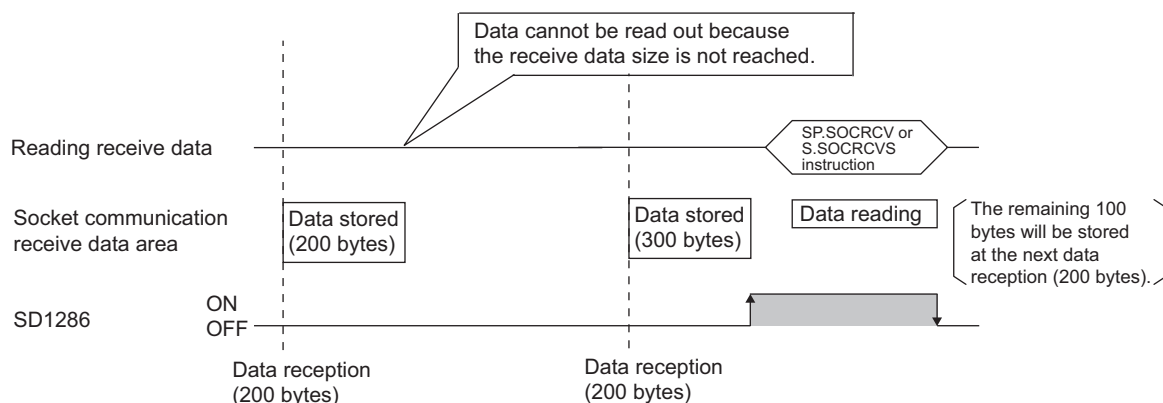 Data cannot be read out because
the receive data size is not reached.
Reading receive data
SP.SOCRCV or
S.SOCRCVS
instruction
Socket communication
receive data area
Data stored
(200 bytes)
Data stored
(300 bytes)
Data reading
The remaining 100
bytes will be stored
at the next data
reception (200 bytes).
SD1286
ON
OFF
Data reception
(200 bytes)
Data reception
(200 bytes)